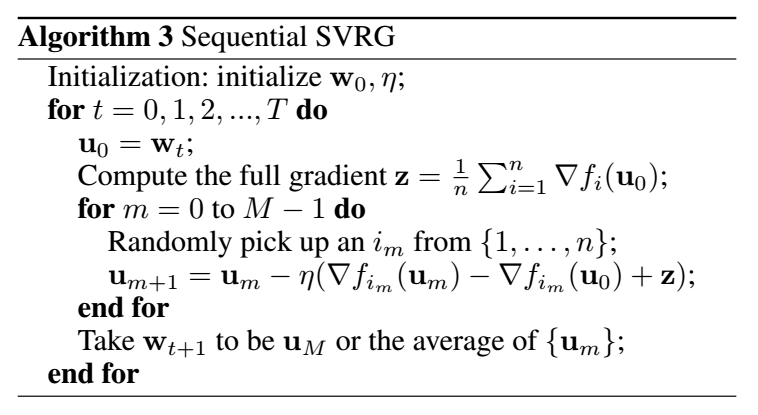 Algorithm 3 Sequential SVRG
Initialization: initialize $\mathbf{w}_0, \eta$;
for $t = 0, 1, 2, ..., T$ do
$\mathbf{u}_0 = \mathbf{w}_t$;
Compute the full gradient $\mathbf{z} = \frac{1}{n} \sum_{i=1}^{n} \nabla f_i(\mathbf{u}_0)$;
for $m = 0$ to $M - 1$ do
Randomly pick up an $i_m$ from $\{1, \ldots, n\}$;
$\mathbf{u}_{m+1} = \mathbf{u}_m - \eta(\nabla f_{i_m}(\mathbf{u}_m) - \nabla f_{i_m}(\mathbf{u}_0) + \mathbf{z})$;
end for
Take $\mathbf{w}_{t+1}$ to be $\mathbf{u}_M$ or the average of $\{\mathbf{u}_m\}$;
end for